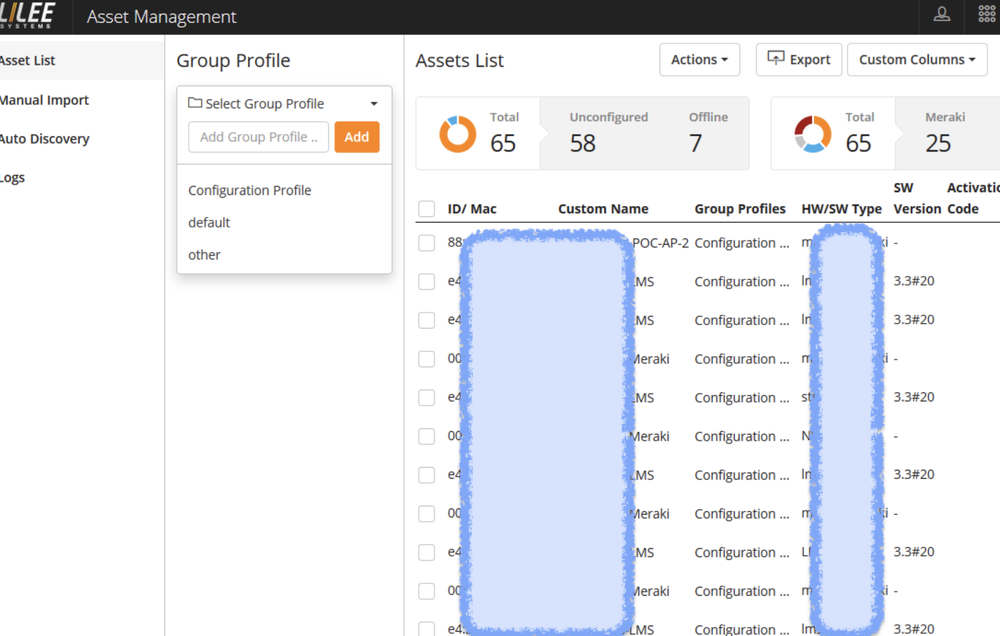 SYSTEMS
Asset Management
Asset List
Manual Import
Auto Discovery
Logs
Group Profile
Select Group Profile
Add Group Profile ..
Add
Configuration Profile
default
other
Assets List
Actions
Export
Custom Columns
Total
65
Unconfigured
58
Offline
7
Total
65
Meraki
25
ID/ Mac Custom Name Group Profiles HW/SW Type SW Version Activatio Code
88: POC-AP-2 Configuration ... m ki -
e4 LMS Configuration ... lm 3.3#20
e4 LMS Configuration ... lm 3.3#20
00: Meraki Configuration ... m ki -
e4 LMS Configuration ... st 3.3#20
00 Meraki Configuration ... N -
e4 LMS Configuration ... lm 3.3#20
00 Meraki Configuration ... m ki -
e4 LMS Configuration ... L 3.3#20
00 Meraki Configuration ... m ki -
e4: LMS Configuration ... lm 3.3#20